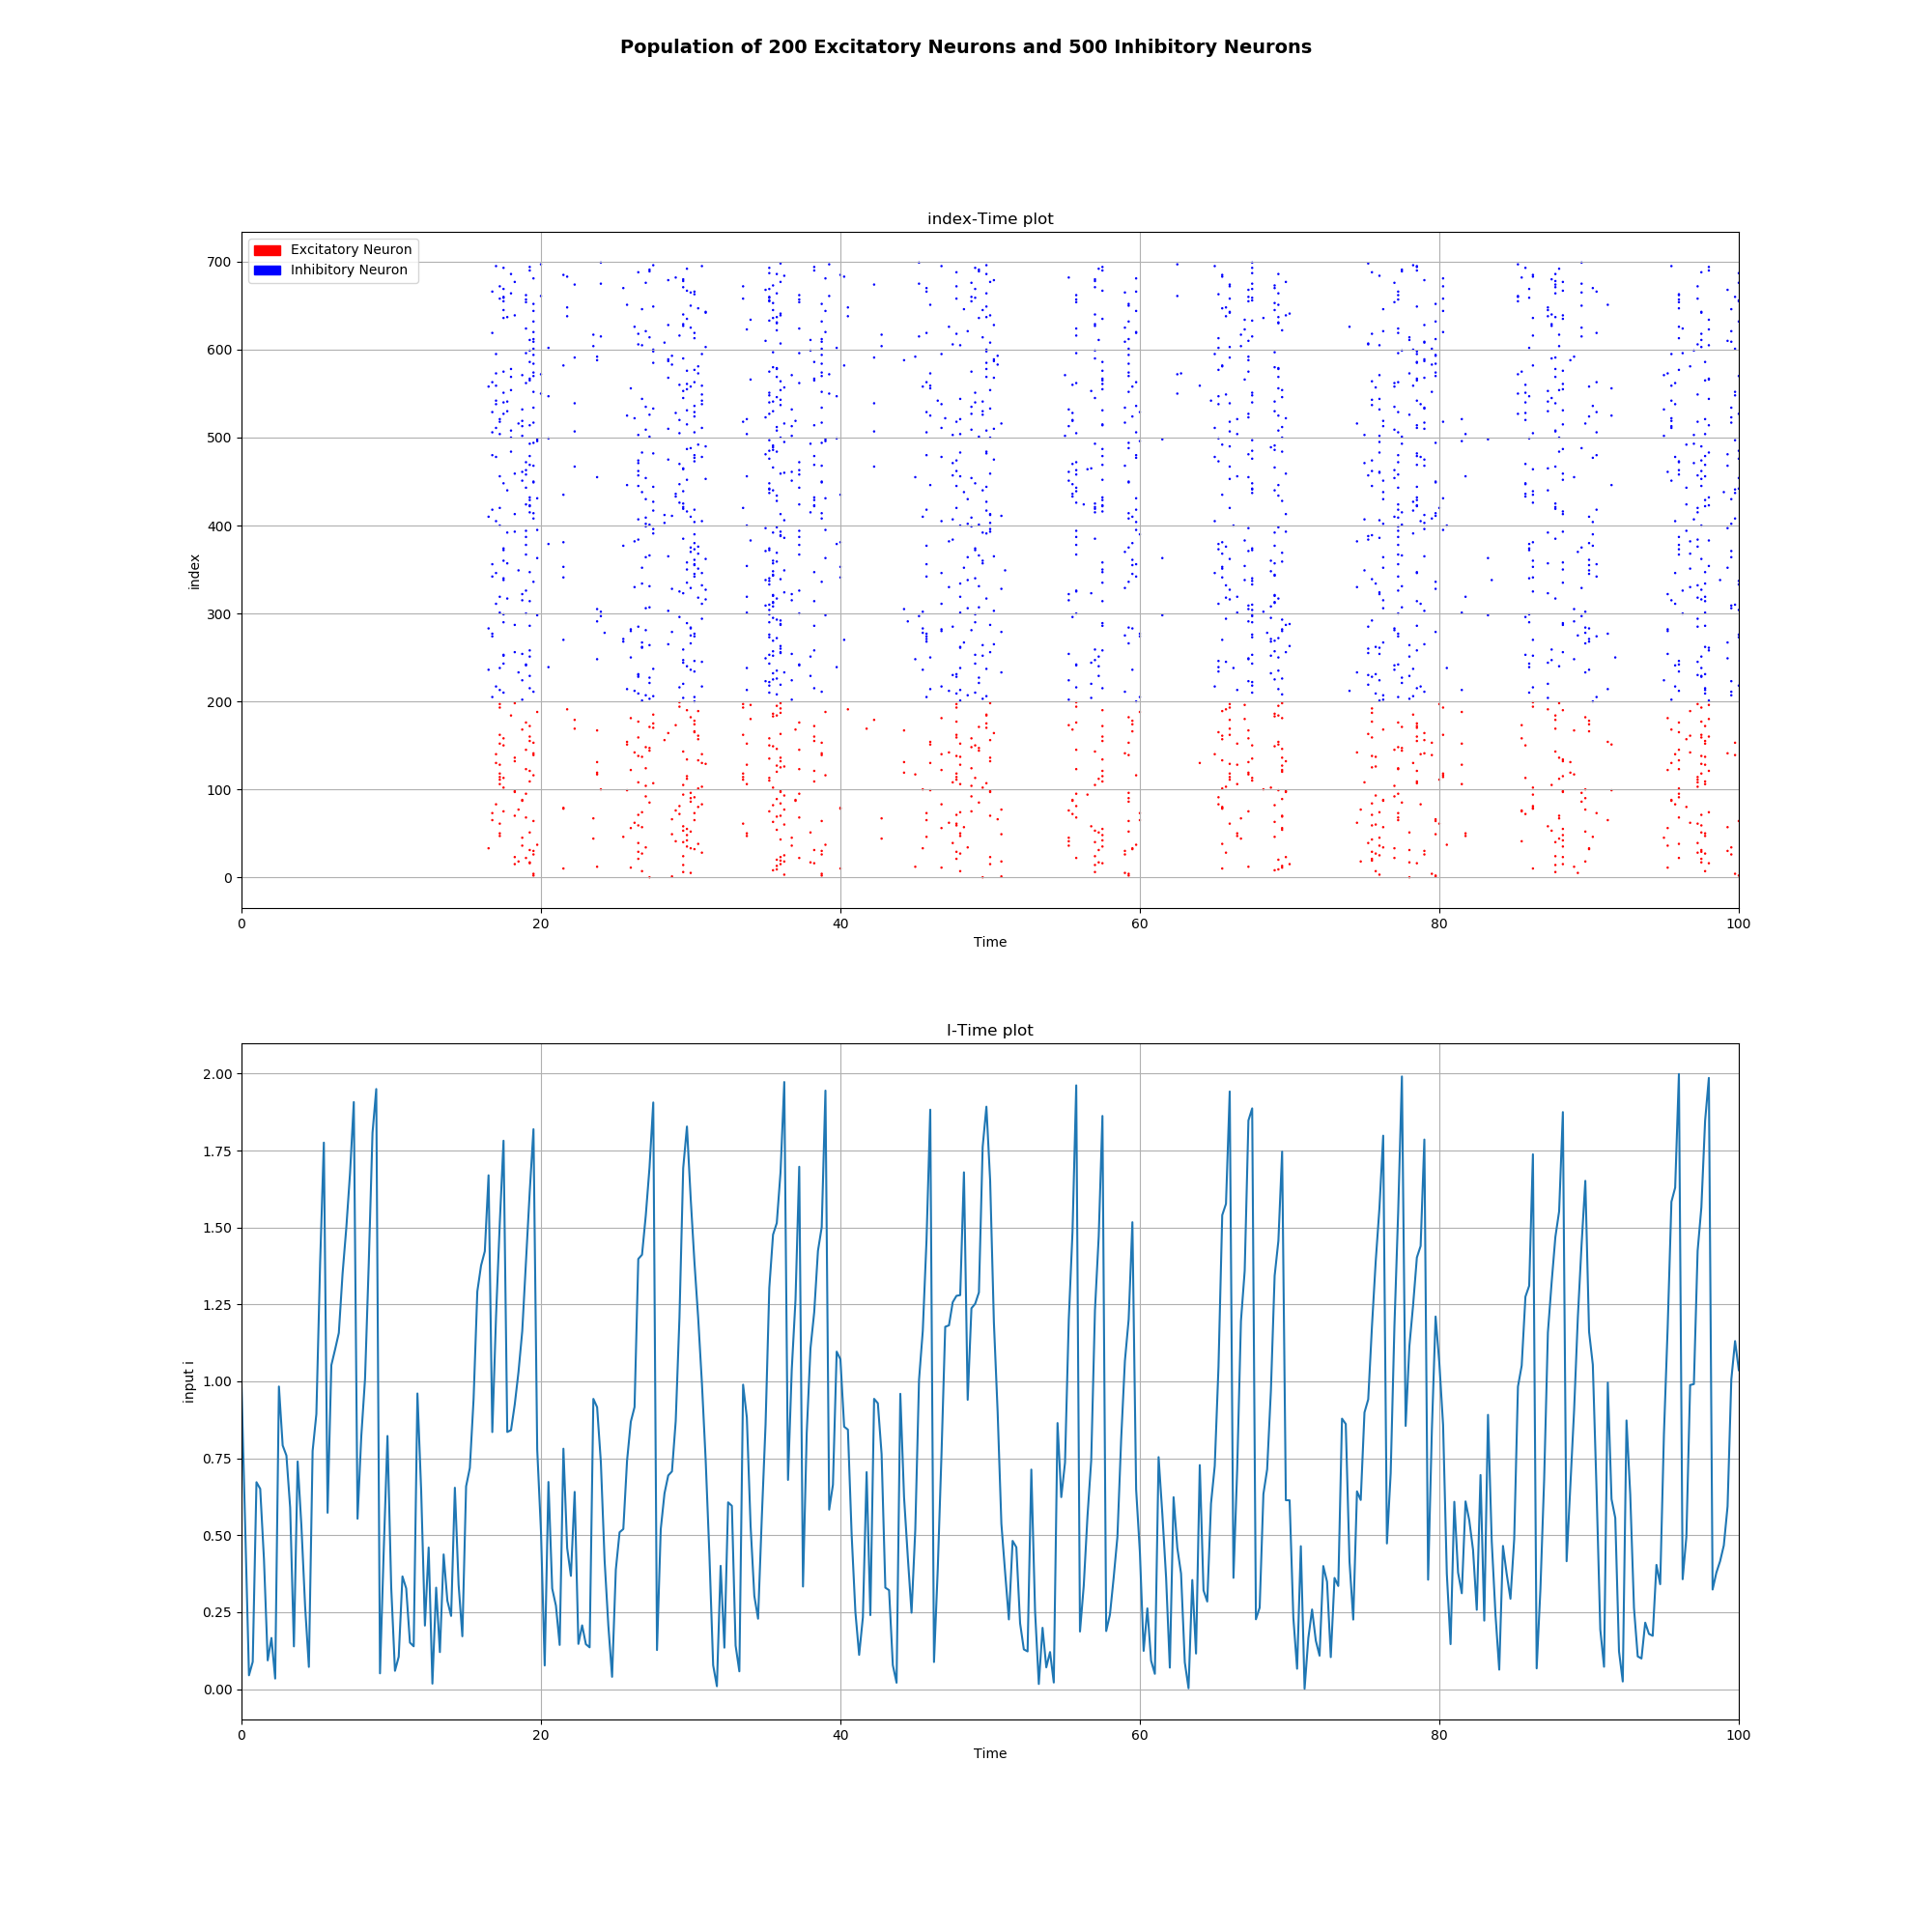 Population of 200 Excitatory Neurons and 500 Inhibitory Neurons
index-Time plot
Excitatory Neuron
Inhibitory Neuron
700
600
500
400
300
200
100
0
index
0 20 40 60 80 100
Time
I-Time plot
2.00
1.75
1.50
1.25
1.00
0.75
0.50
0.25
0.00
input i
0 20 40 60 80 100
Time